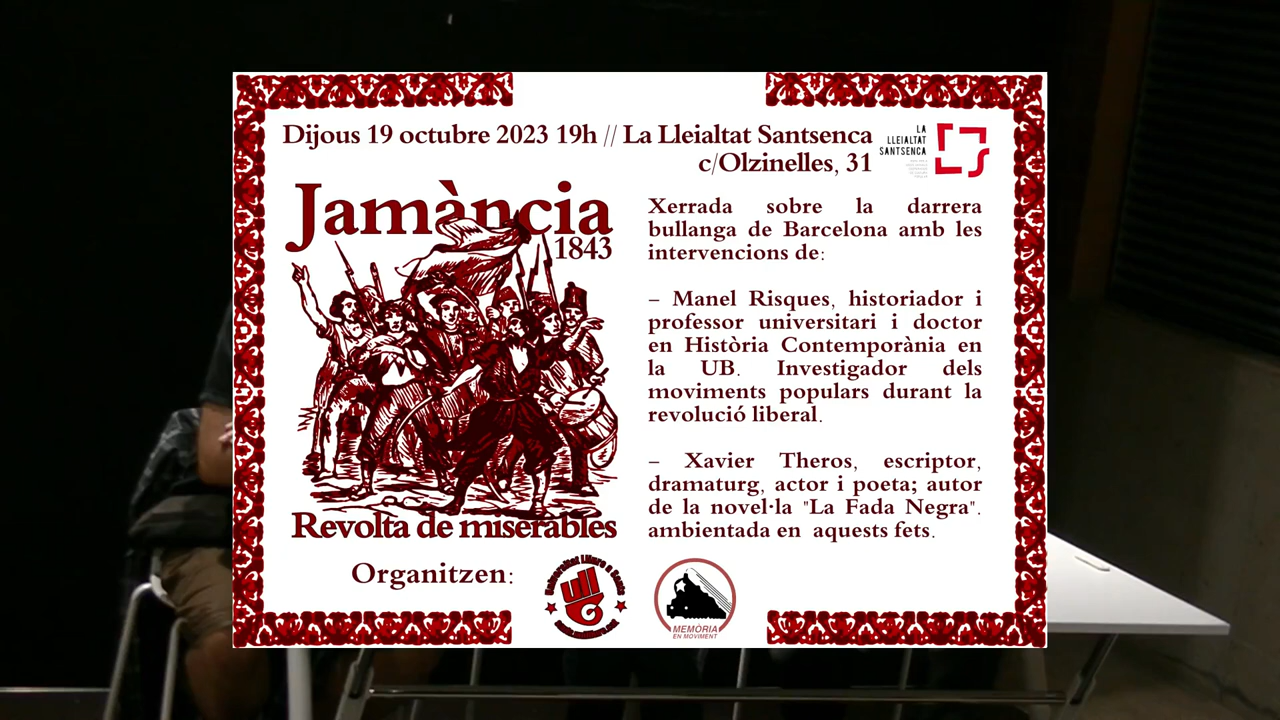 Dijous 19 octubre 2023 19h // La Lleialtat Santsenca
c/Olzinelles, 31
LA
LLEIALTAT
SANTSENCA
Jamància
1843
Revolta de miserables
Xerrada sobre la darrera
bullanga de Barcelona amb les
intervencions de:
– Manel Risques, historiador i
professor universitari i doctor
en Història Contemporània en
la UB. Investigador dels
moviments populars durant la
revolució liberal.
– Xavier Theros, escriptor,
dramaturg, actor i poeta; autor
de la novel·la "La Fada Negra".
ambientada en aquests fets.
Organitzen:
MEMÒRIA
EN MOVIMENT